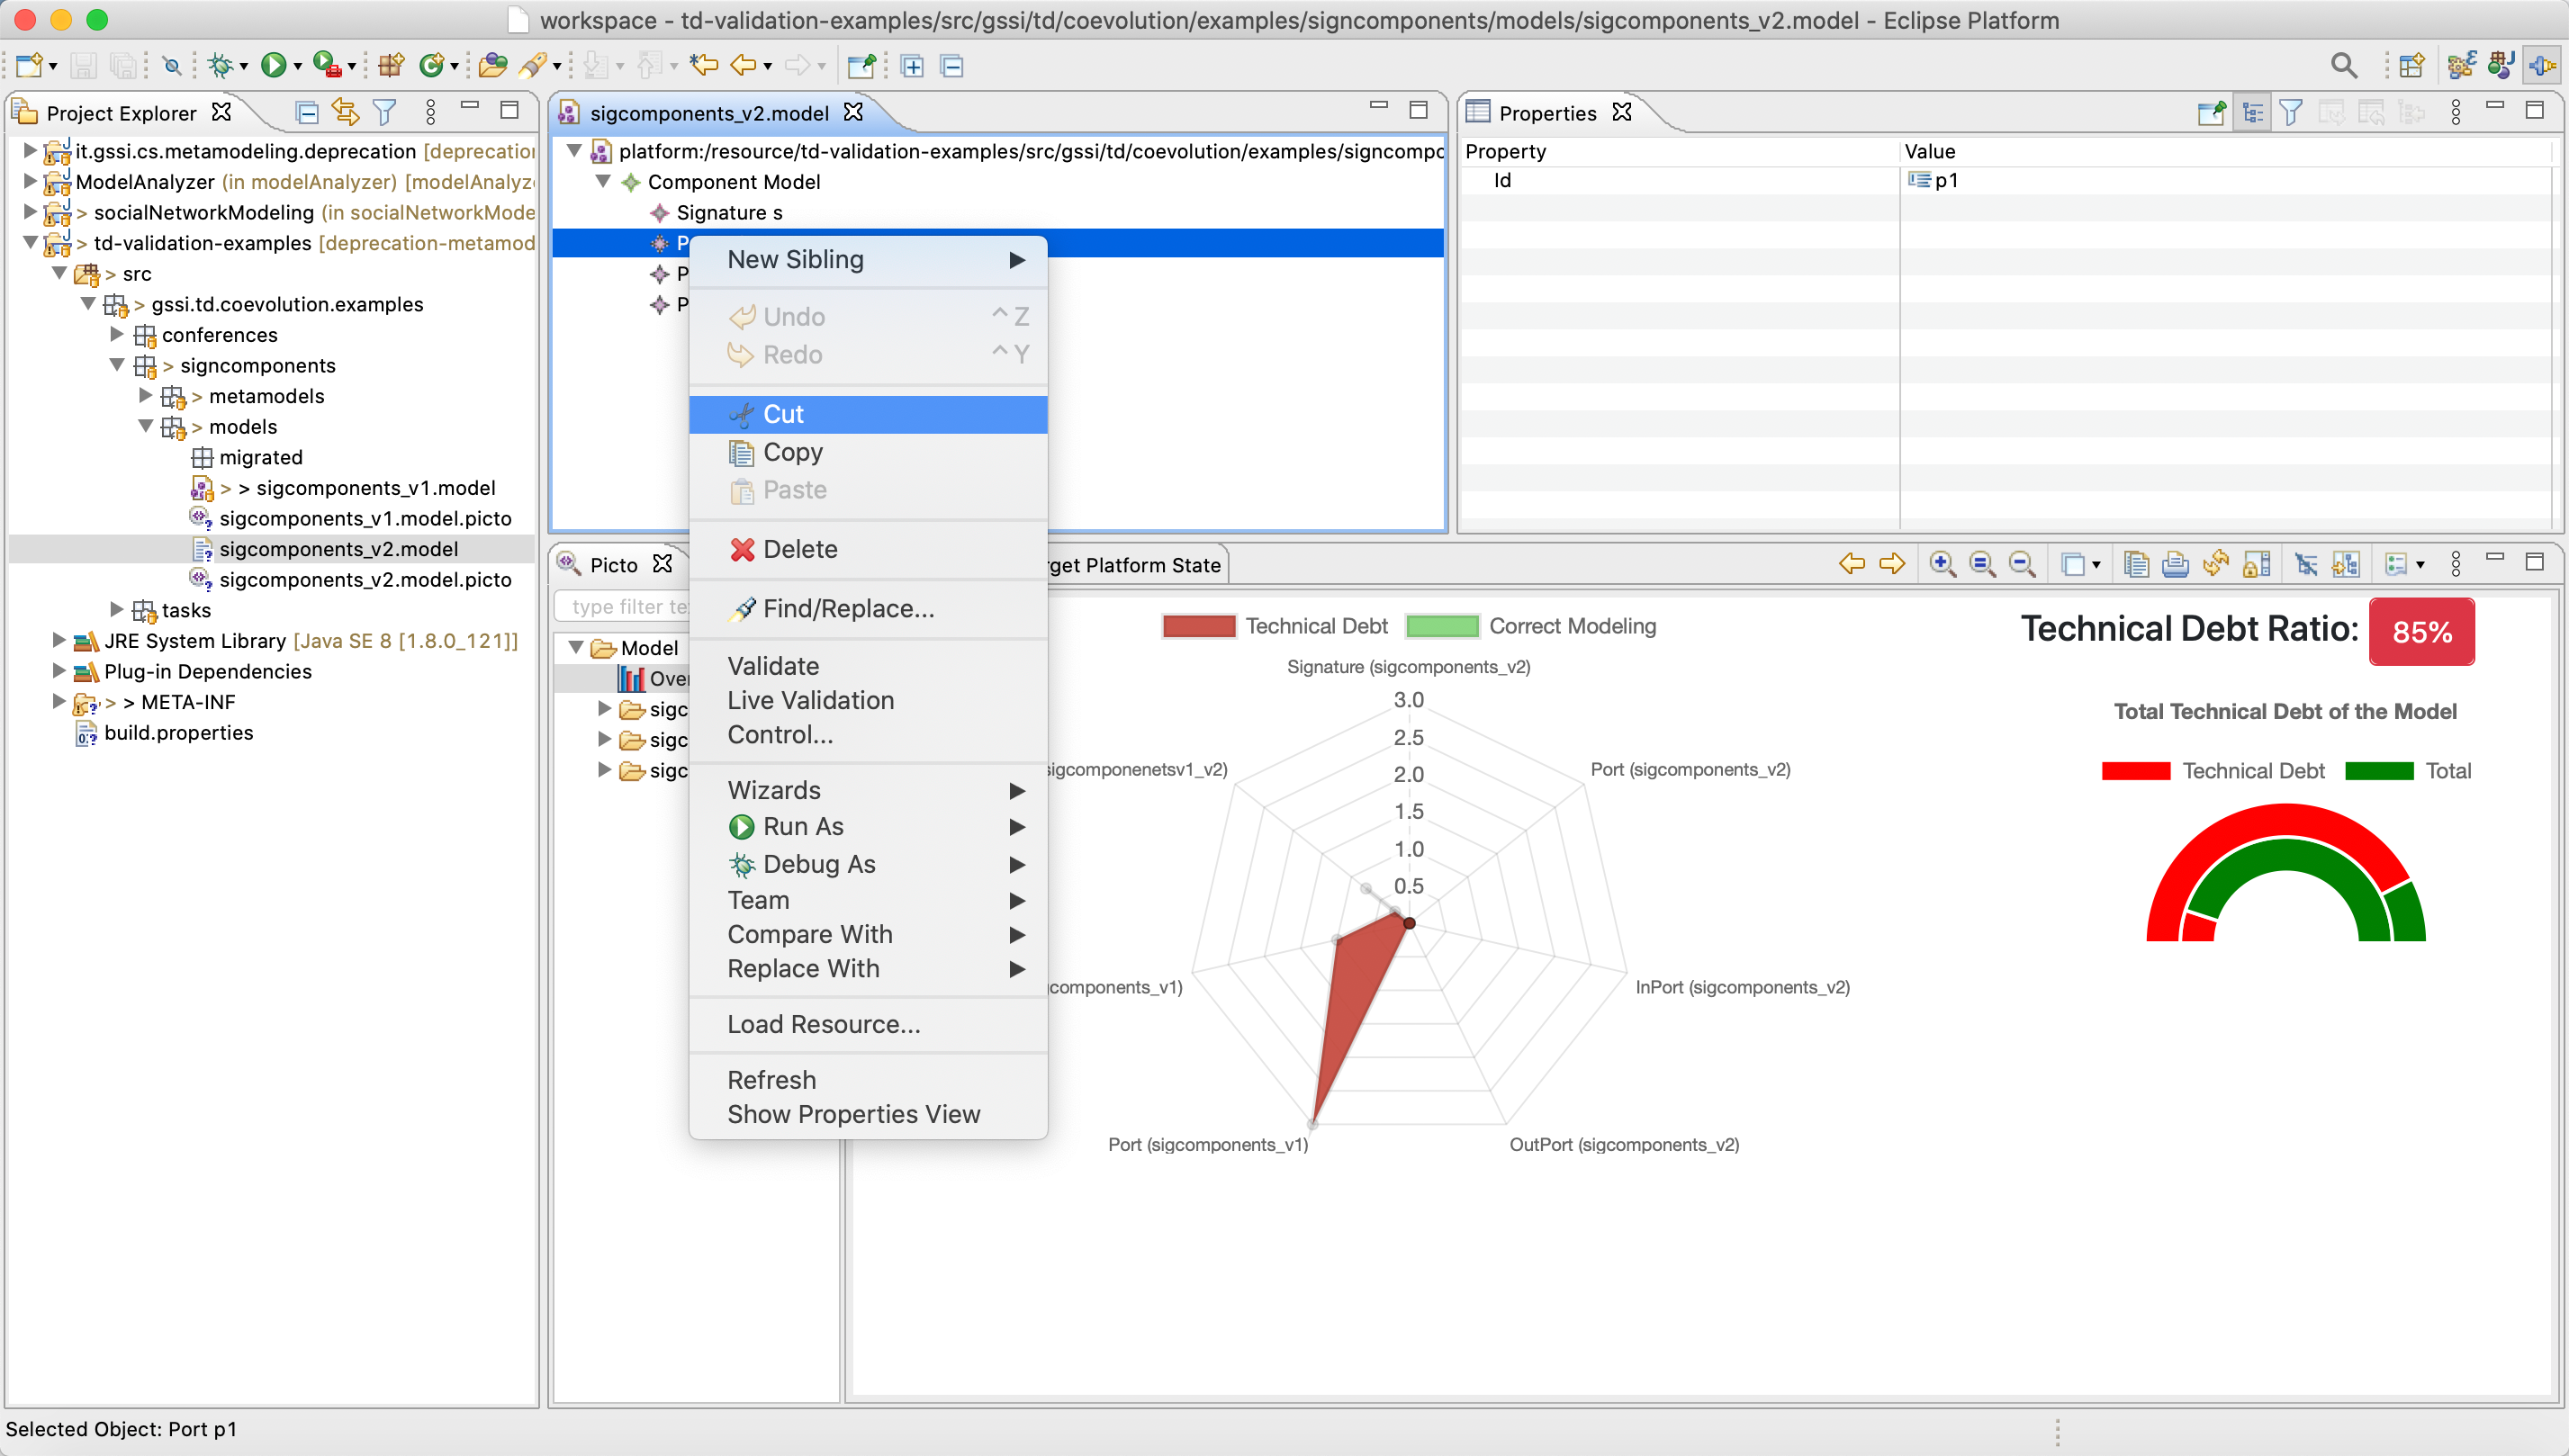 workspace - td-validation-examples/src/gssi/td/coevolution/examples/signcomponents/models/sigcomponents_v2.model - Eclipse Platform
Project Explorer
it.gssi.cs.metamodeling.deprecation [deprecation
ModelAnalyzer (in modelAnalyzer) [modelAnalyze
> socialNetworkModeling (in socialNetworkMode
> td-validation-examples [deprecation-metamod
> src
> gssi.td.coevolution.examples
conferences
> signcomponents
> metamodels
> models
migrated
> > sigcomponents_v1.model
sigcomponents_v1.model.picto
sigcomponents_v2.model
sigcomponents_v2.model.picto
tasks
JRE System Library [Java SE 8 [1.8.0_121]]
Plug-in Dependencies
> > META-INF
build.properties
sigcomponents_v2.model
platform:/resource/td-validation-examples/src/gssi/td/coevolution/examples/signcompo
Component Model
Signature s
P
P
P
New Sibling
Undo ^ Z
Redo ^ Y
Cut
Copy
Paste
Delete
Find/Replace...
Validate
Live Validation
Control...
Wizards
Run As
Debug As
Team
Compare With
Replace With
Load Resource...
Refresh
Show Properties View
Properties
Property Value
Id p1
Picto
rget Platform State
type filter te
Model
Over
sigc
sigc
sigc
Technical Debt Correct Modeling
Signature (sigcomponents_v2)
3.0
2.5
2.0
1.5
1.0
0.5
sigcomponenetsv1_v2)
Port (sigcomponents_v2)
gcomponents_v1)
InPort (sigcomponents_v2)
Port (sigcomponents_v1)
OutPort (sigcomponents_v2)
Technical Debt Ratio: 85%
Total Technical Debt of the Model
Technical Debt Total
Selected Object: Port p1